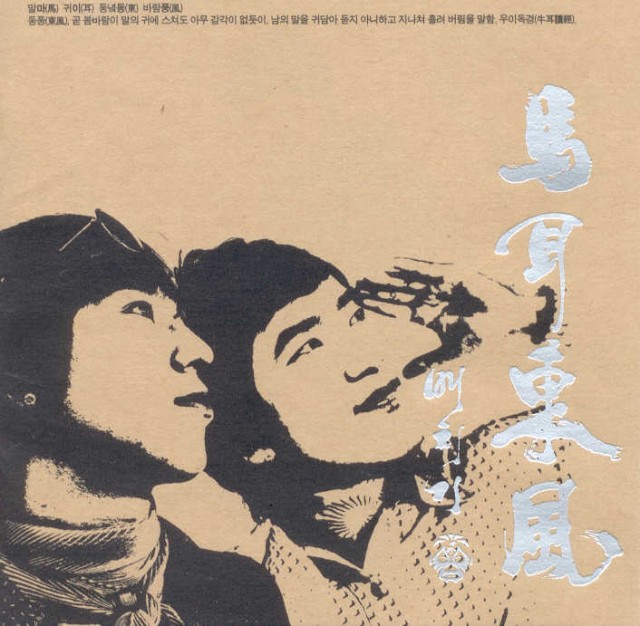 말마(馬) 귀이(耳) 동녘동(東) 바람풍(風)
동풍(東風), 곧 봄바람이 말의 귀에 스쳐도 아무 감각이 없듯이, 남의 말을 귀담아 듣지 아니하고 지나쳐 흘려 버림을 말함. 우이독경(牛耳讀經).
馬耳東風
배치기